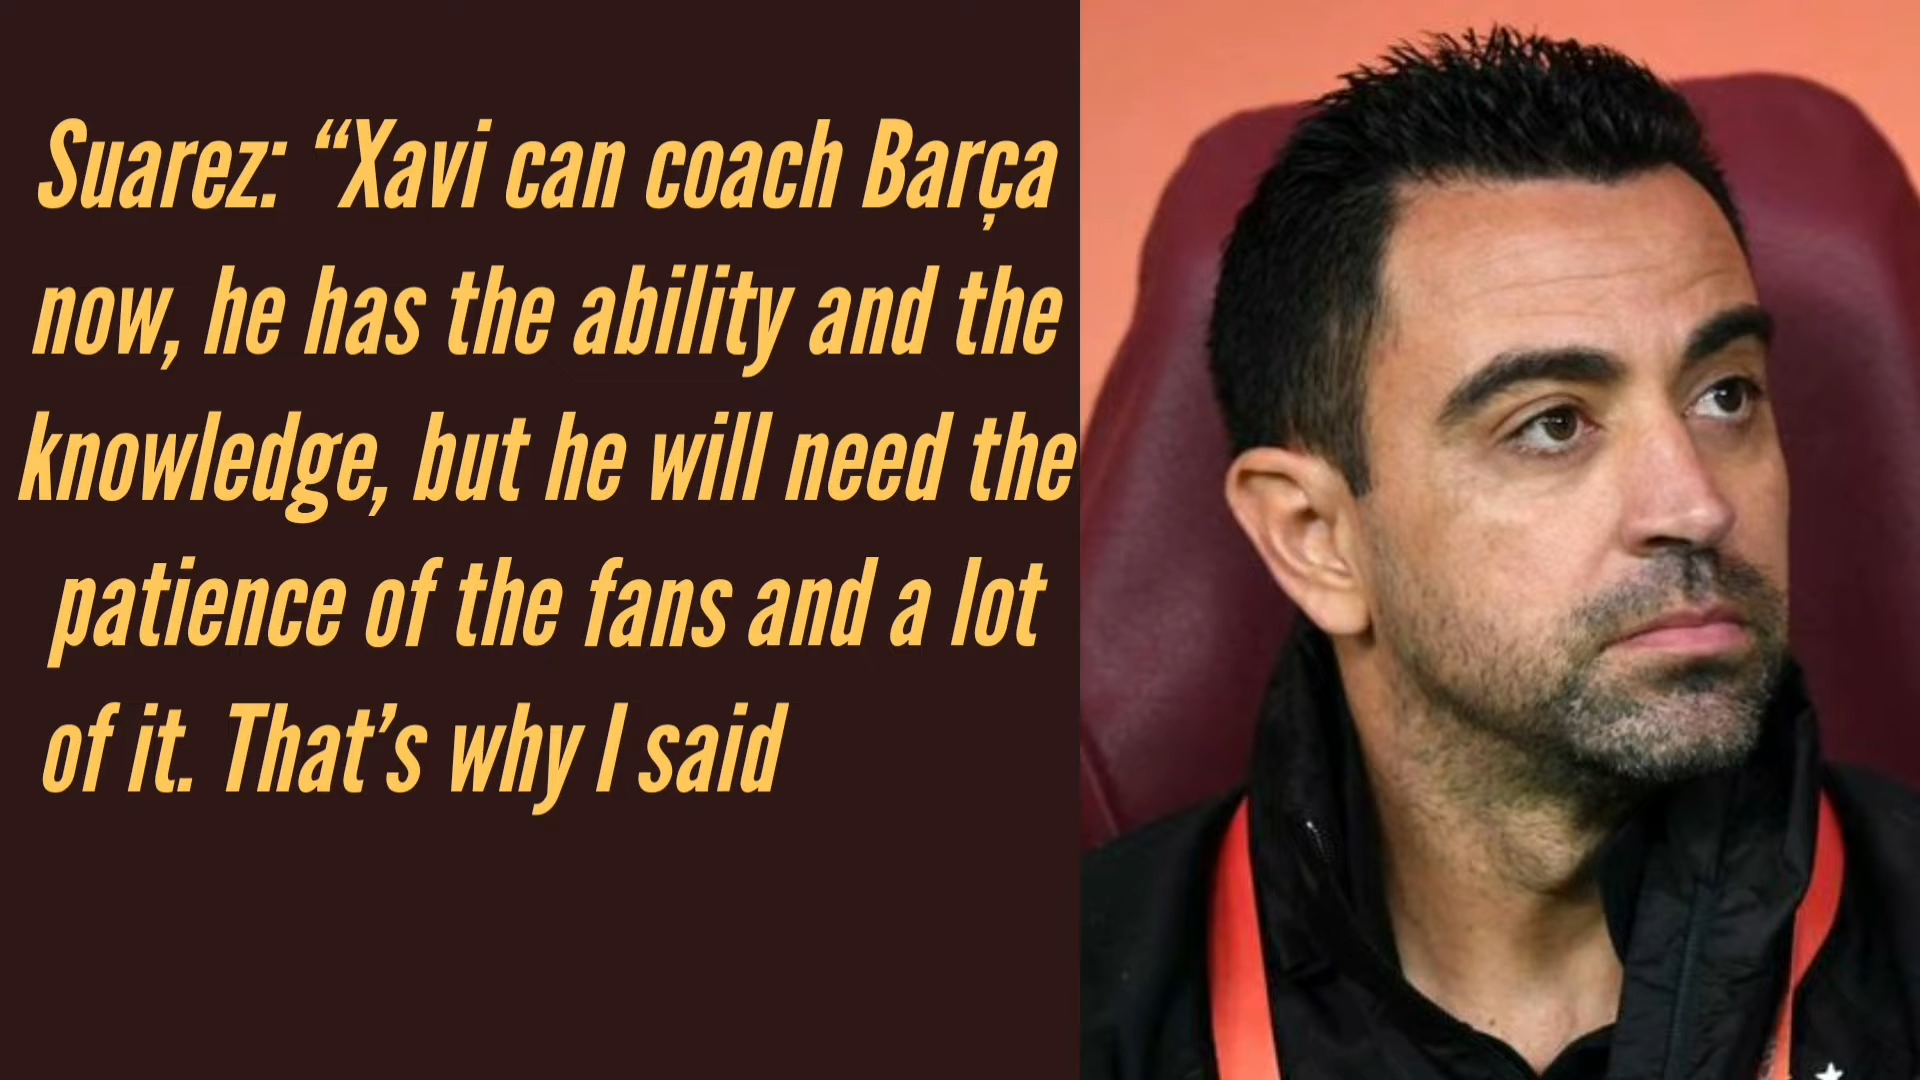 Suarez: “Xavi can coach Barça
now, he has the ability and the
knowledge, but he will need the
patience of the fans and a lot
of it. That’s why I said